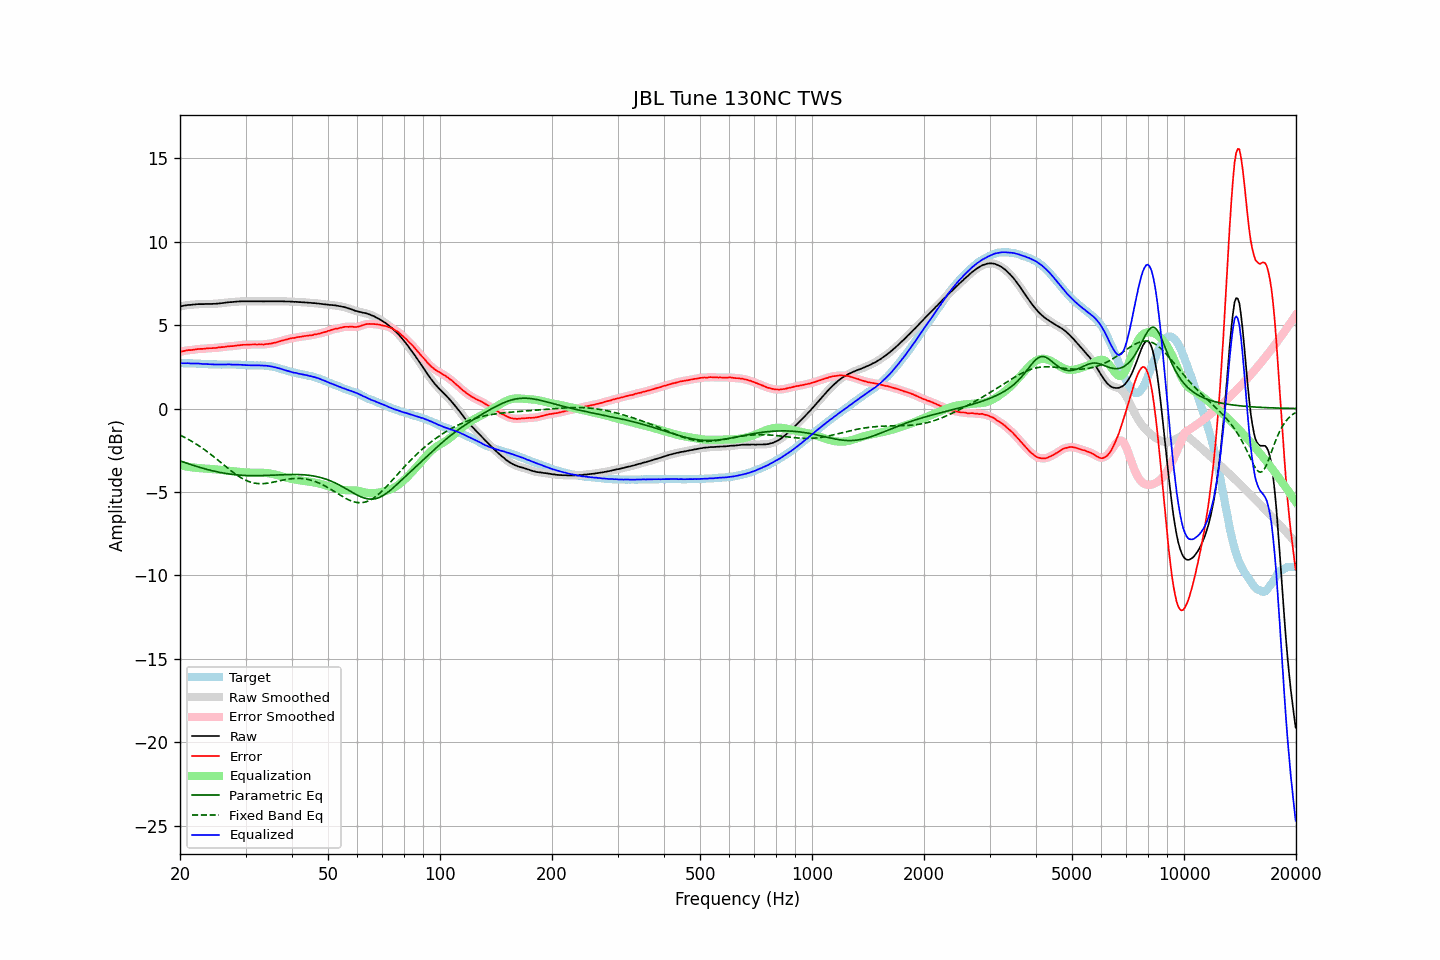 JBL Tune 130NC TWS
Amplitude (dBr)
15
10
5
0
−5
−10
−15
−20
−25
Target
Raw Smoothed
Error Smoothed
Raw
Error
Equalization
Parametric Eq
Fixed Band Eq
Equalized
20
50
100
200
500
1000
2000
5000
10000
20000
Frequency (Hz)